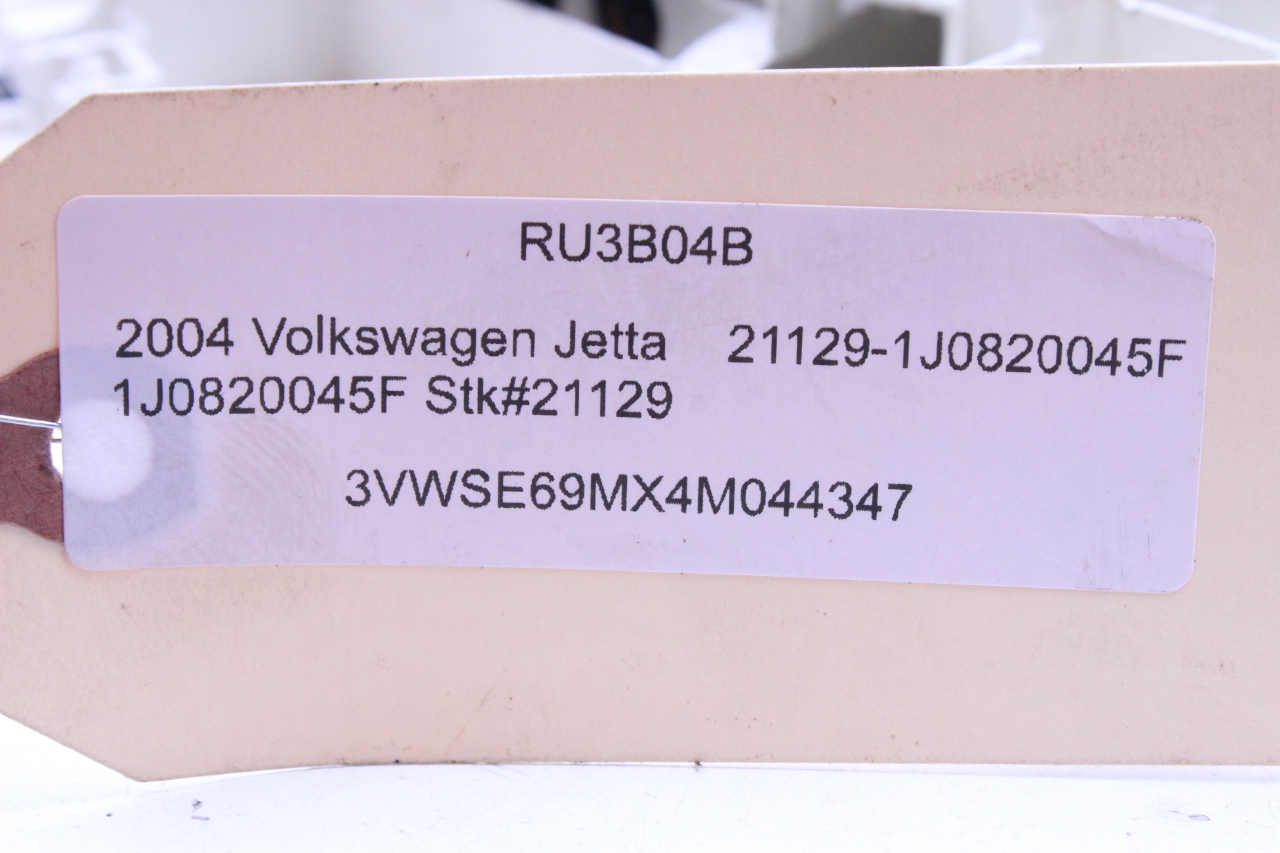 RU3B04B
2004 Volkswagen Jetta 21129-1J0820045F
1J0820045F Stk#21129
3VWSE69MX4M044347